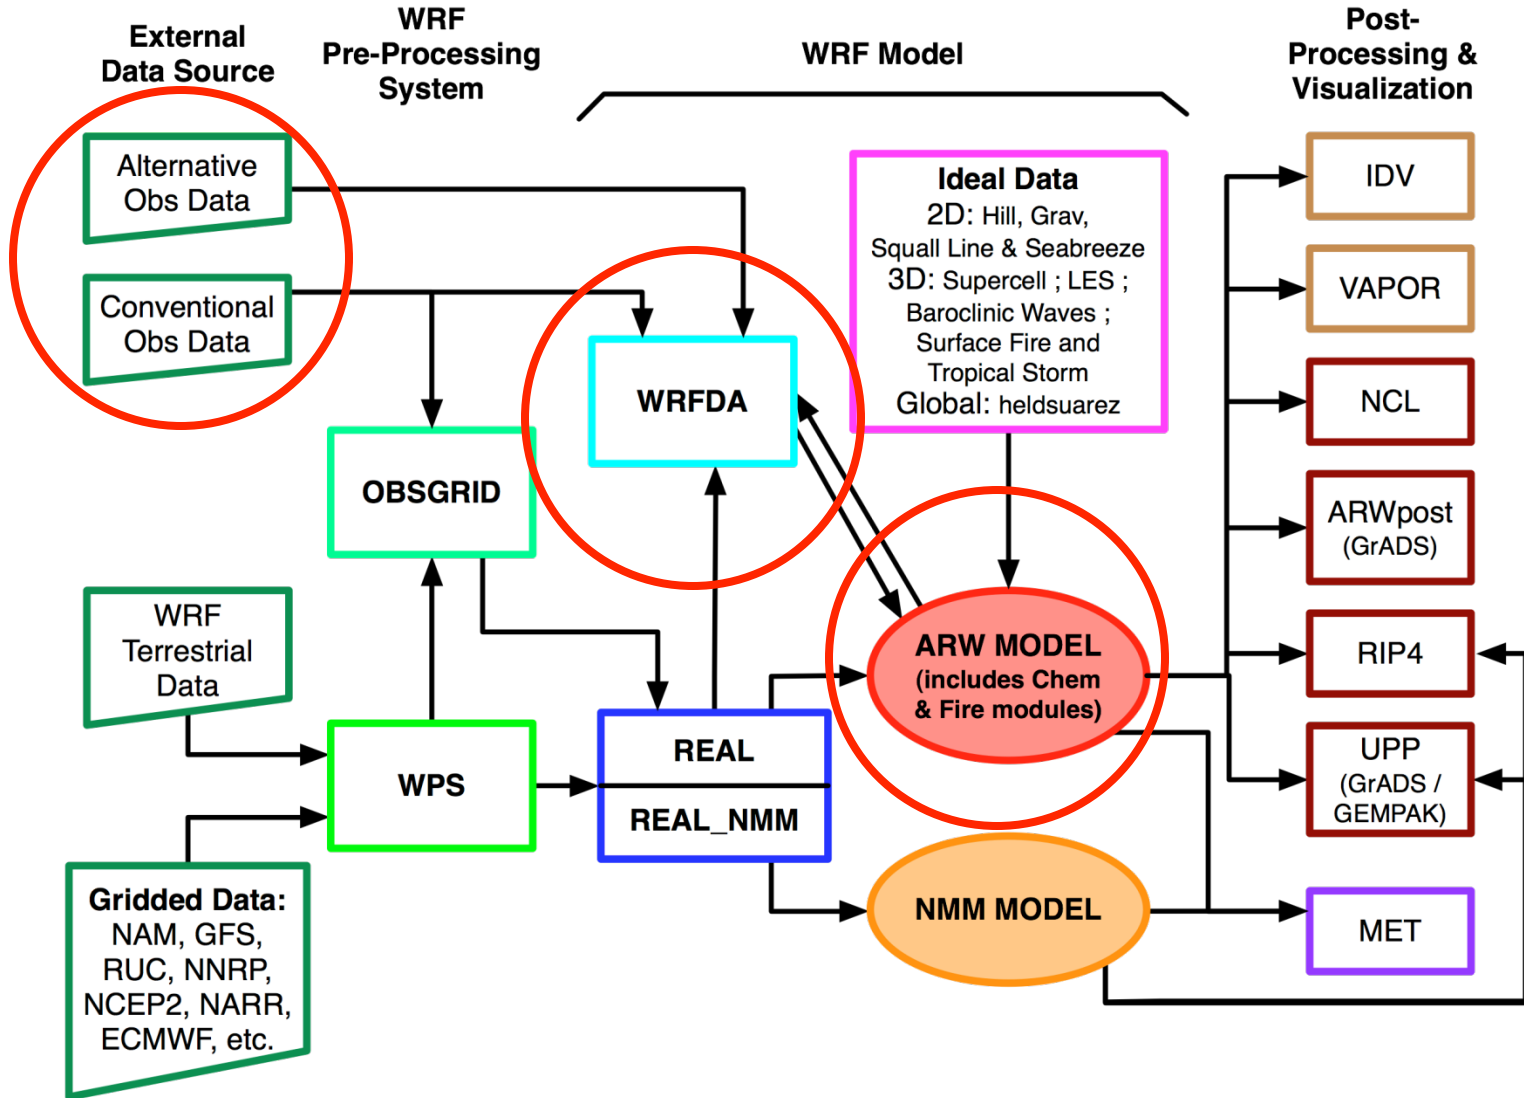 External
Data Source
WRF
Pre-Processing
System
WRF Model
Post-
Processing &
Visualization
Alternative
Obs Data
Conventional
Obs Data
WRFDA
Ideal Data
2D: Hill, Grav,
Squall Line & Seabreeze
3D: Supercell ; LES ;
Baroclinic Waves ;
Surface Fire and
Tropical Storm
Global: heldsuarez
IDV
VAPOR
NCL
OBSGRID
ARWpost
(GrADS)
WRF
Terrestrial
Data
ARW MODEL
(includes Chem
& Fire modules)
RIP4
WPS
REAL
REAL_NMM
UPP
(GrADS /
GEMPAK)
Gridded Data:
NAM, GFS,
RUC, NNRP,
NCEP2, NARR,
ECMWF, etc.
NMM MODEL
MET